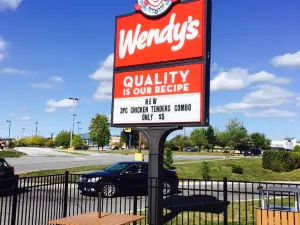 Wendy's
QUALITY
IS OUR RECIPE
NEW
3PC CHICKEN TENDERS COMBO
ONLY $5